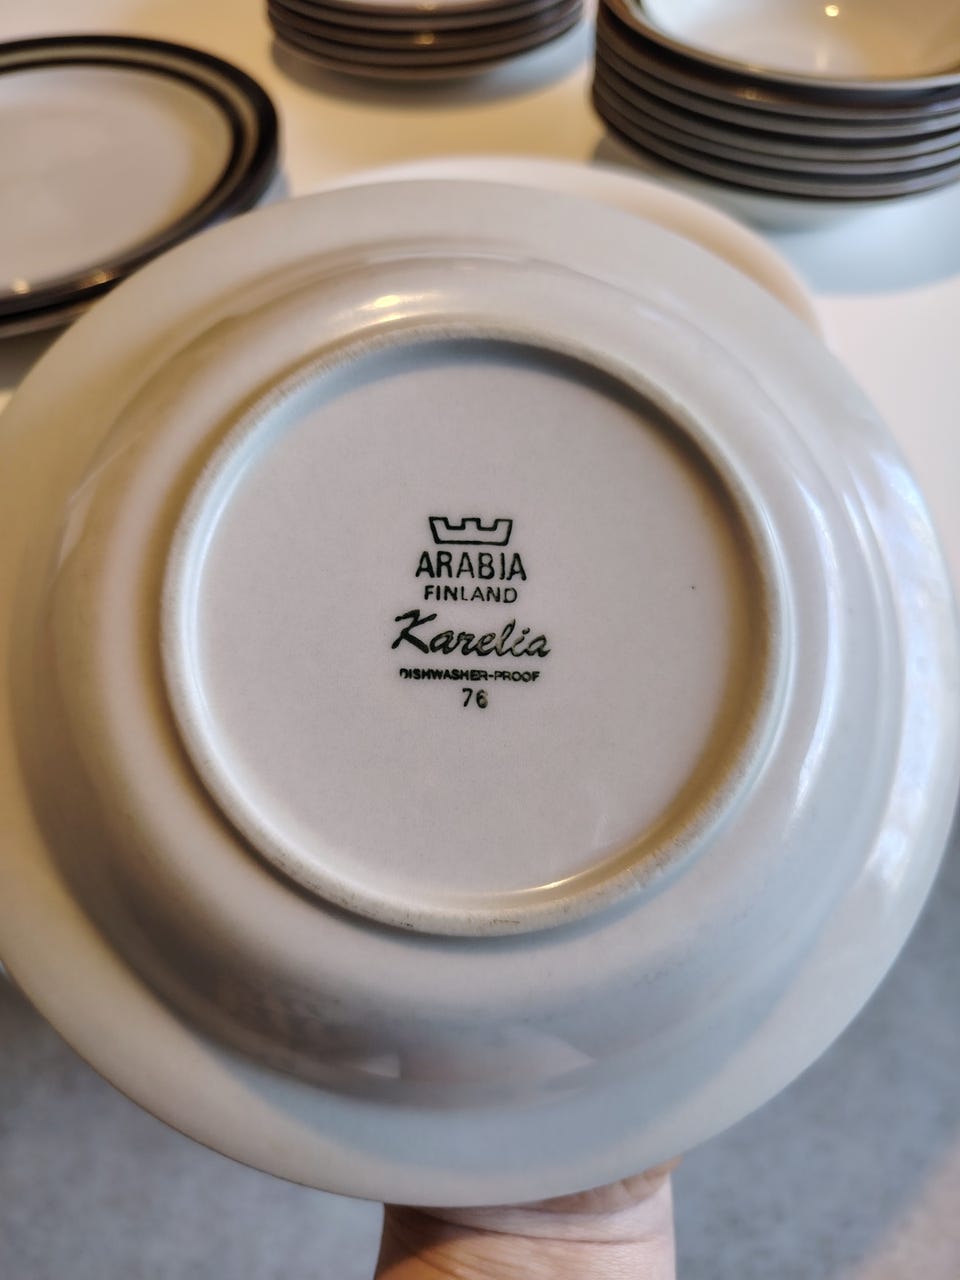 ARABIA
FINLAND
Karelia
DISHWASHER-PROOF
76